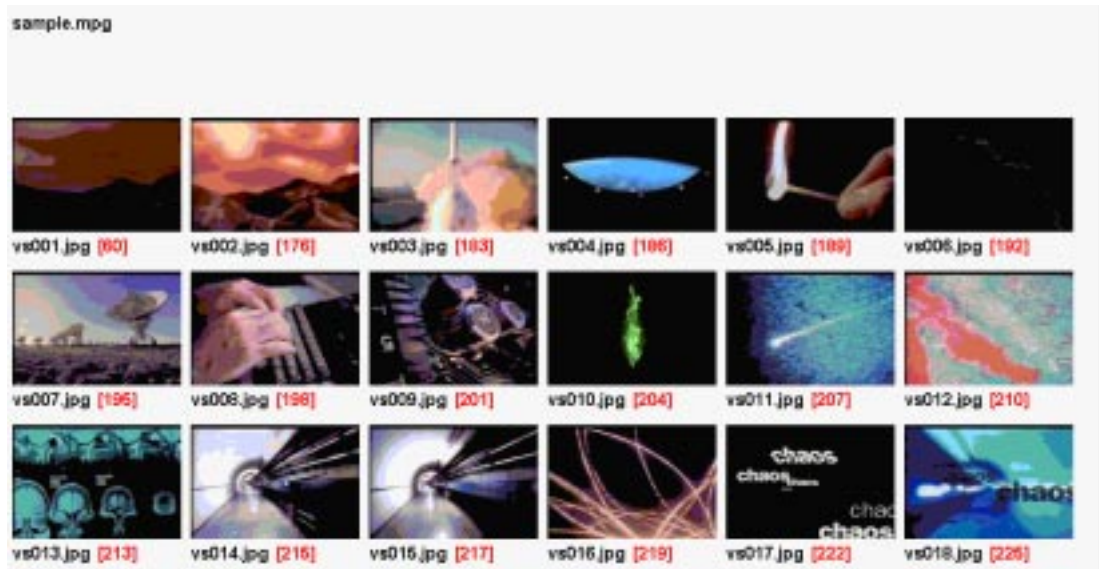 sample.mpg
vs001.jpg [60] vs002.jpg [176] vs003.jpg [183] vs004.jpg [186] vs005.jpg [189] vs006.jpg [192]
vs007.jpg [195] vs008.jpg [198] vs009.jpg [201] vs010.jpg [204] vs011.jpg [207] vs012.jpg [210]
chaos
chaos
chaos
chao
chaos
chaos
vs013.jpg [213] vs014.jpg [215] vs015.jpg [217] vs016.jpg [219] vs017.jpg [222] vs018.jpg [225]